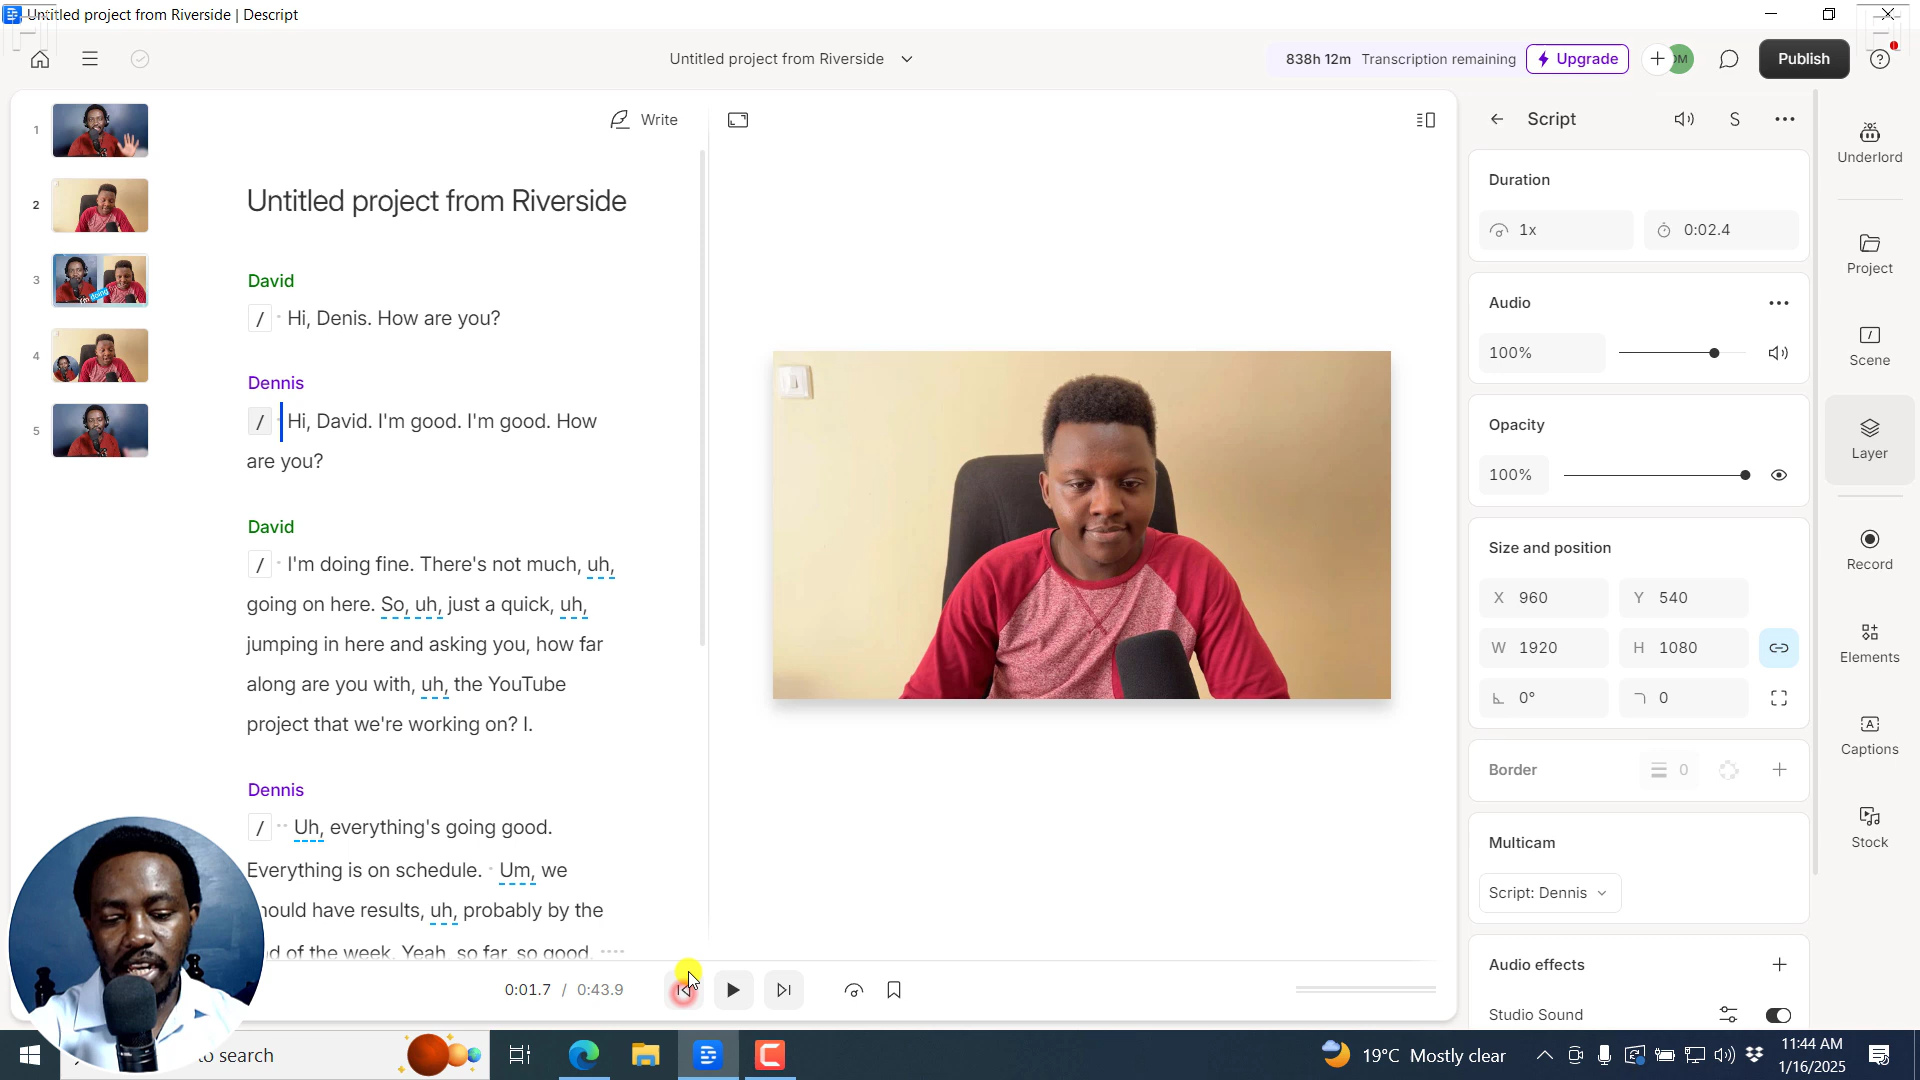 Untitled project from Riverside | Descript
Untitled project from Riverside
838h 12m Transcription remaining
Upgrade
DM
Publish
1
2
3
4
5
Write
Untitled project from Riverside
David
/ Hi, Denis. How are you?
Dennis
/ Hi, David. I'm good. I'm good. How
are you?
David
/ I'm doing fine. There's not much, uh,
going on here. So, uh, just a quick, uh,
jumping in here and asking you, how far
along are you with, uh, the YouTube
project that we're working on? I.
Dennis
/ Uh, everything's going good.
Everything is on schedule. Um, we
hould have results, uh, probably by the
d of the week. Yeah, so far, so good.
I'm doing
0:01.7 / 0:43.9
Script
S
Duration
1x
0:02.4
Audio
100%
Opacity
100%
Size and position
X 960
Y 540
W 1920
H 1080
0°
0
Border
0
Multicam
Script: Dennis
Audio effects
Studio Sound
Underlord
Project
Scene
Layer
Record
Elements
Captions
Stock
to search
19°C Mostly clear
11:44 AM
1/16/2025